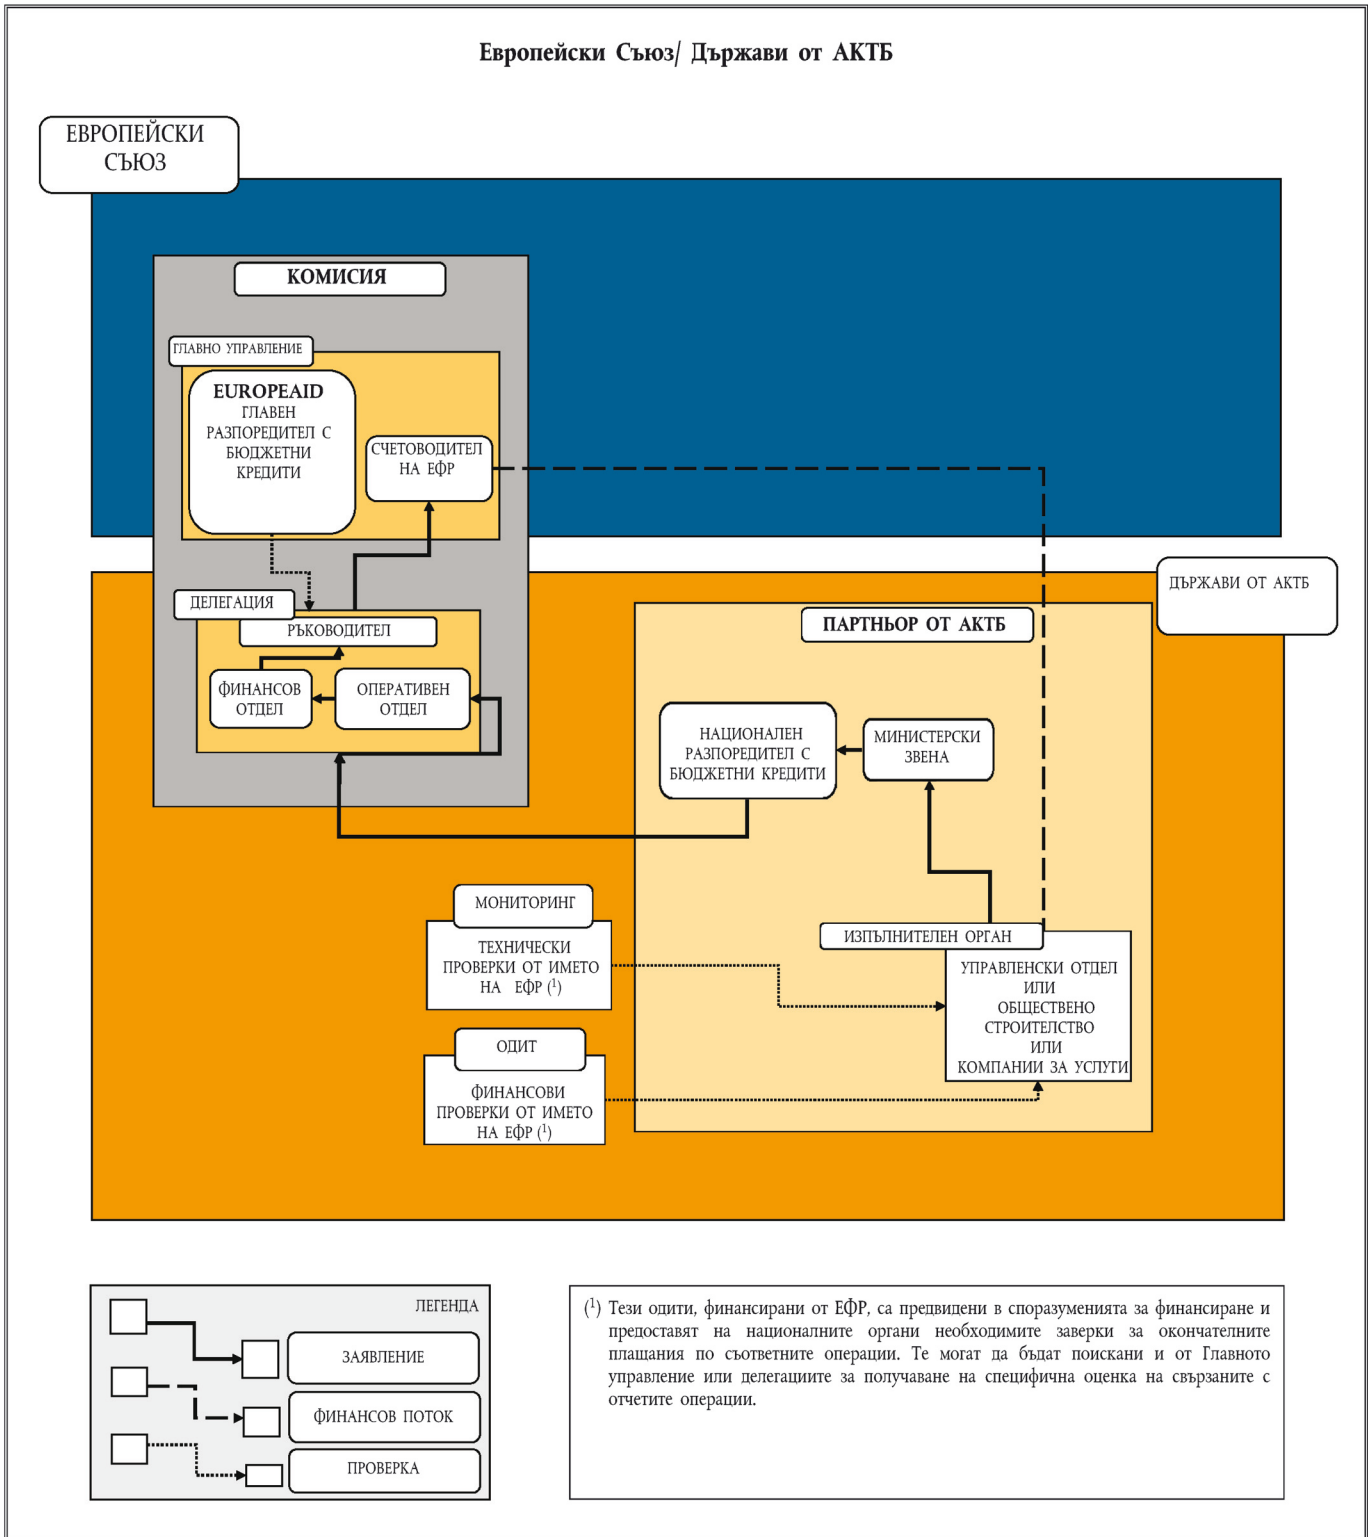 Европейски Съюз/ Държави от АКТБ
ЕВРОПЕЙСКИ
СЪЮЗ
КОМИСИЯ
ГЛАВНО УПРАВЛЕНИЕ
EUROPEAID
ГЛАВЕН
РАЗПОРЕДИТЕЛ С
БЮДЖЕТНИ
КРЕДИТИ
СЧЕТОВОДИТЕЛ
НА ЕФР
ДЪРЖАВИ ОТ АКТБ
ДЕЛЕГАЦИЯ
РЪКОВОДИТЕЛ
ФИНАНСОВ
ОТДЕЛ
ОПЕРАТИВЕН
ОТДЕЛ
ПАРТНЬОР ОТ АКТБ
НАЦИОНАЛЕН
РАЗПОРЕДИТЕЛ С
БЮДЖЕТНИ КРЕДИТИ
МИНИСТЕРСКИ
ЗВЕНА
МОНИТОРИНГ
ТЕХНИЧЕСКИ
ПРОВЕРКИ ОТ ИМЕТО
НА ЕФР (1)
ИЗПЪЛНИТЕЛЕН ОРГАН
УПРАВЛЕНСКИ ОТДЕЛ
ИЛИ
ОБЩЕСТВЕНО
СТРОИТЕЛСТВО
ИЛИ
КОМПАНИИ ЗА УСЛУГИ
ОДИТ
ФИНАНСОВИ
ПРОВЕРКИ ОТ ИМЕТО
НА ЕФР (1)
ЛЕГЕНДА
ЗАЯВЛЕНИЕ
ФИНАНСОВ ПОТОК
ПРОВЕРКА
(1) Тези одити, финансирани от ЕФР, са предвидени в споразуменията за финансиране и
предоставят на националните органи необходимите заверки за окончателните
плащания по съответните операции. Те могат да бъдат поискани и от Главното
управление или делегациите за получаване на специфична оценка на свързаните с
отчетите операции.